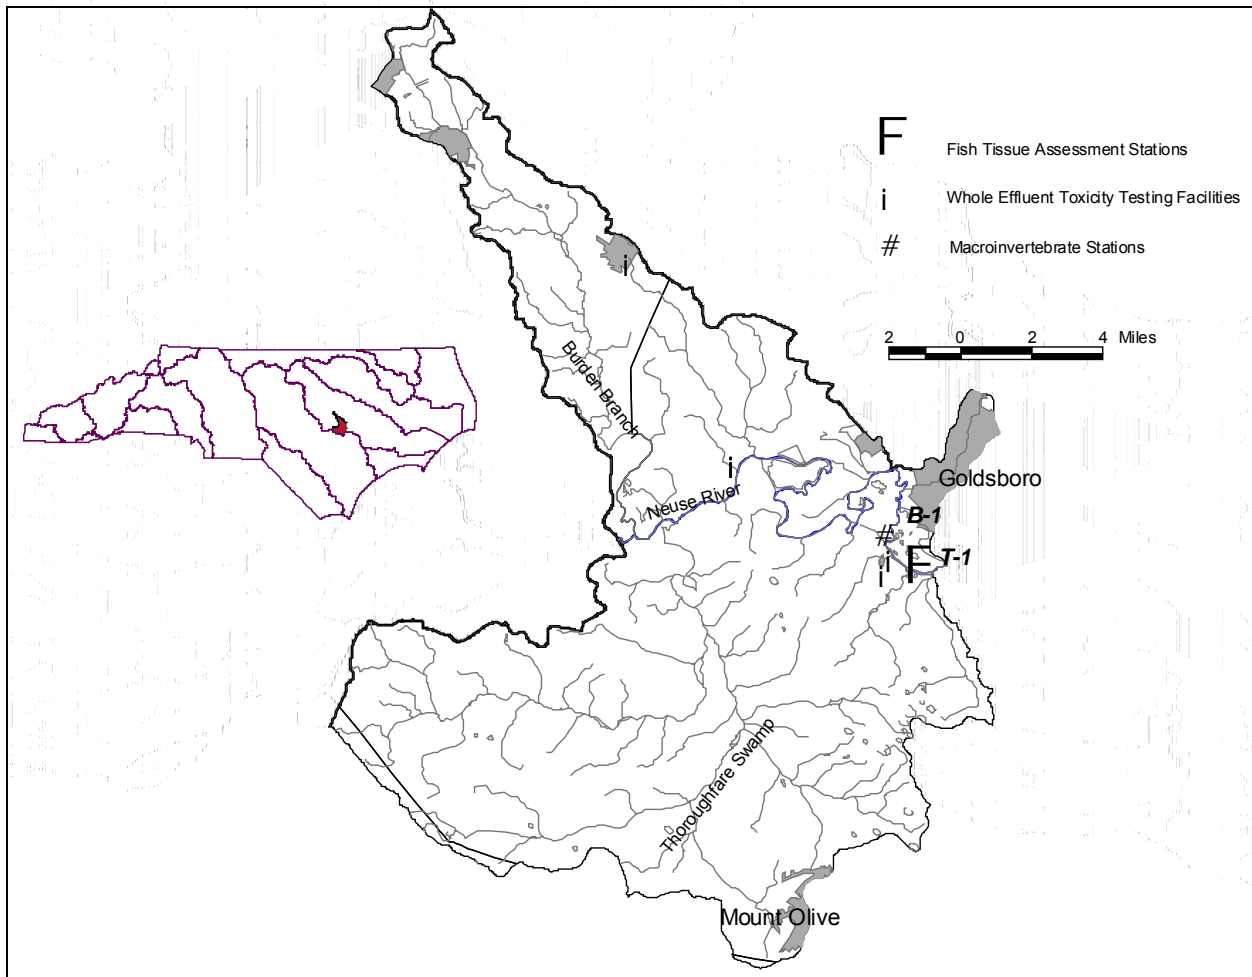 F Fish Tissue Assessment Stations
i Whole Effluent Toxicity Testing Facilities
# Macroinvertebrate Stations
2 0 2 4 Miles
i
Burden Branch
i
Neuse River
Goldsboro
B-1
#
i
i
F T-1
Thoroughfare Swamp
Mount Olive